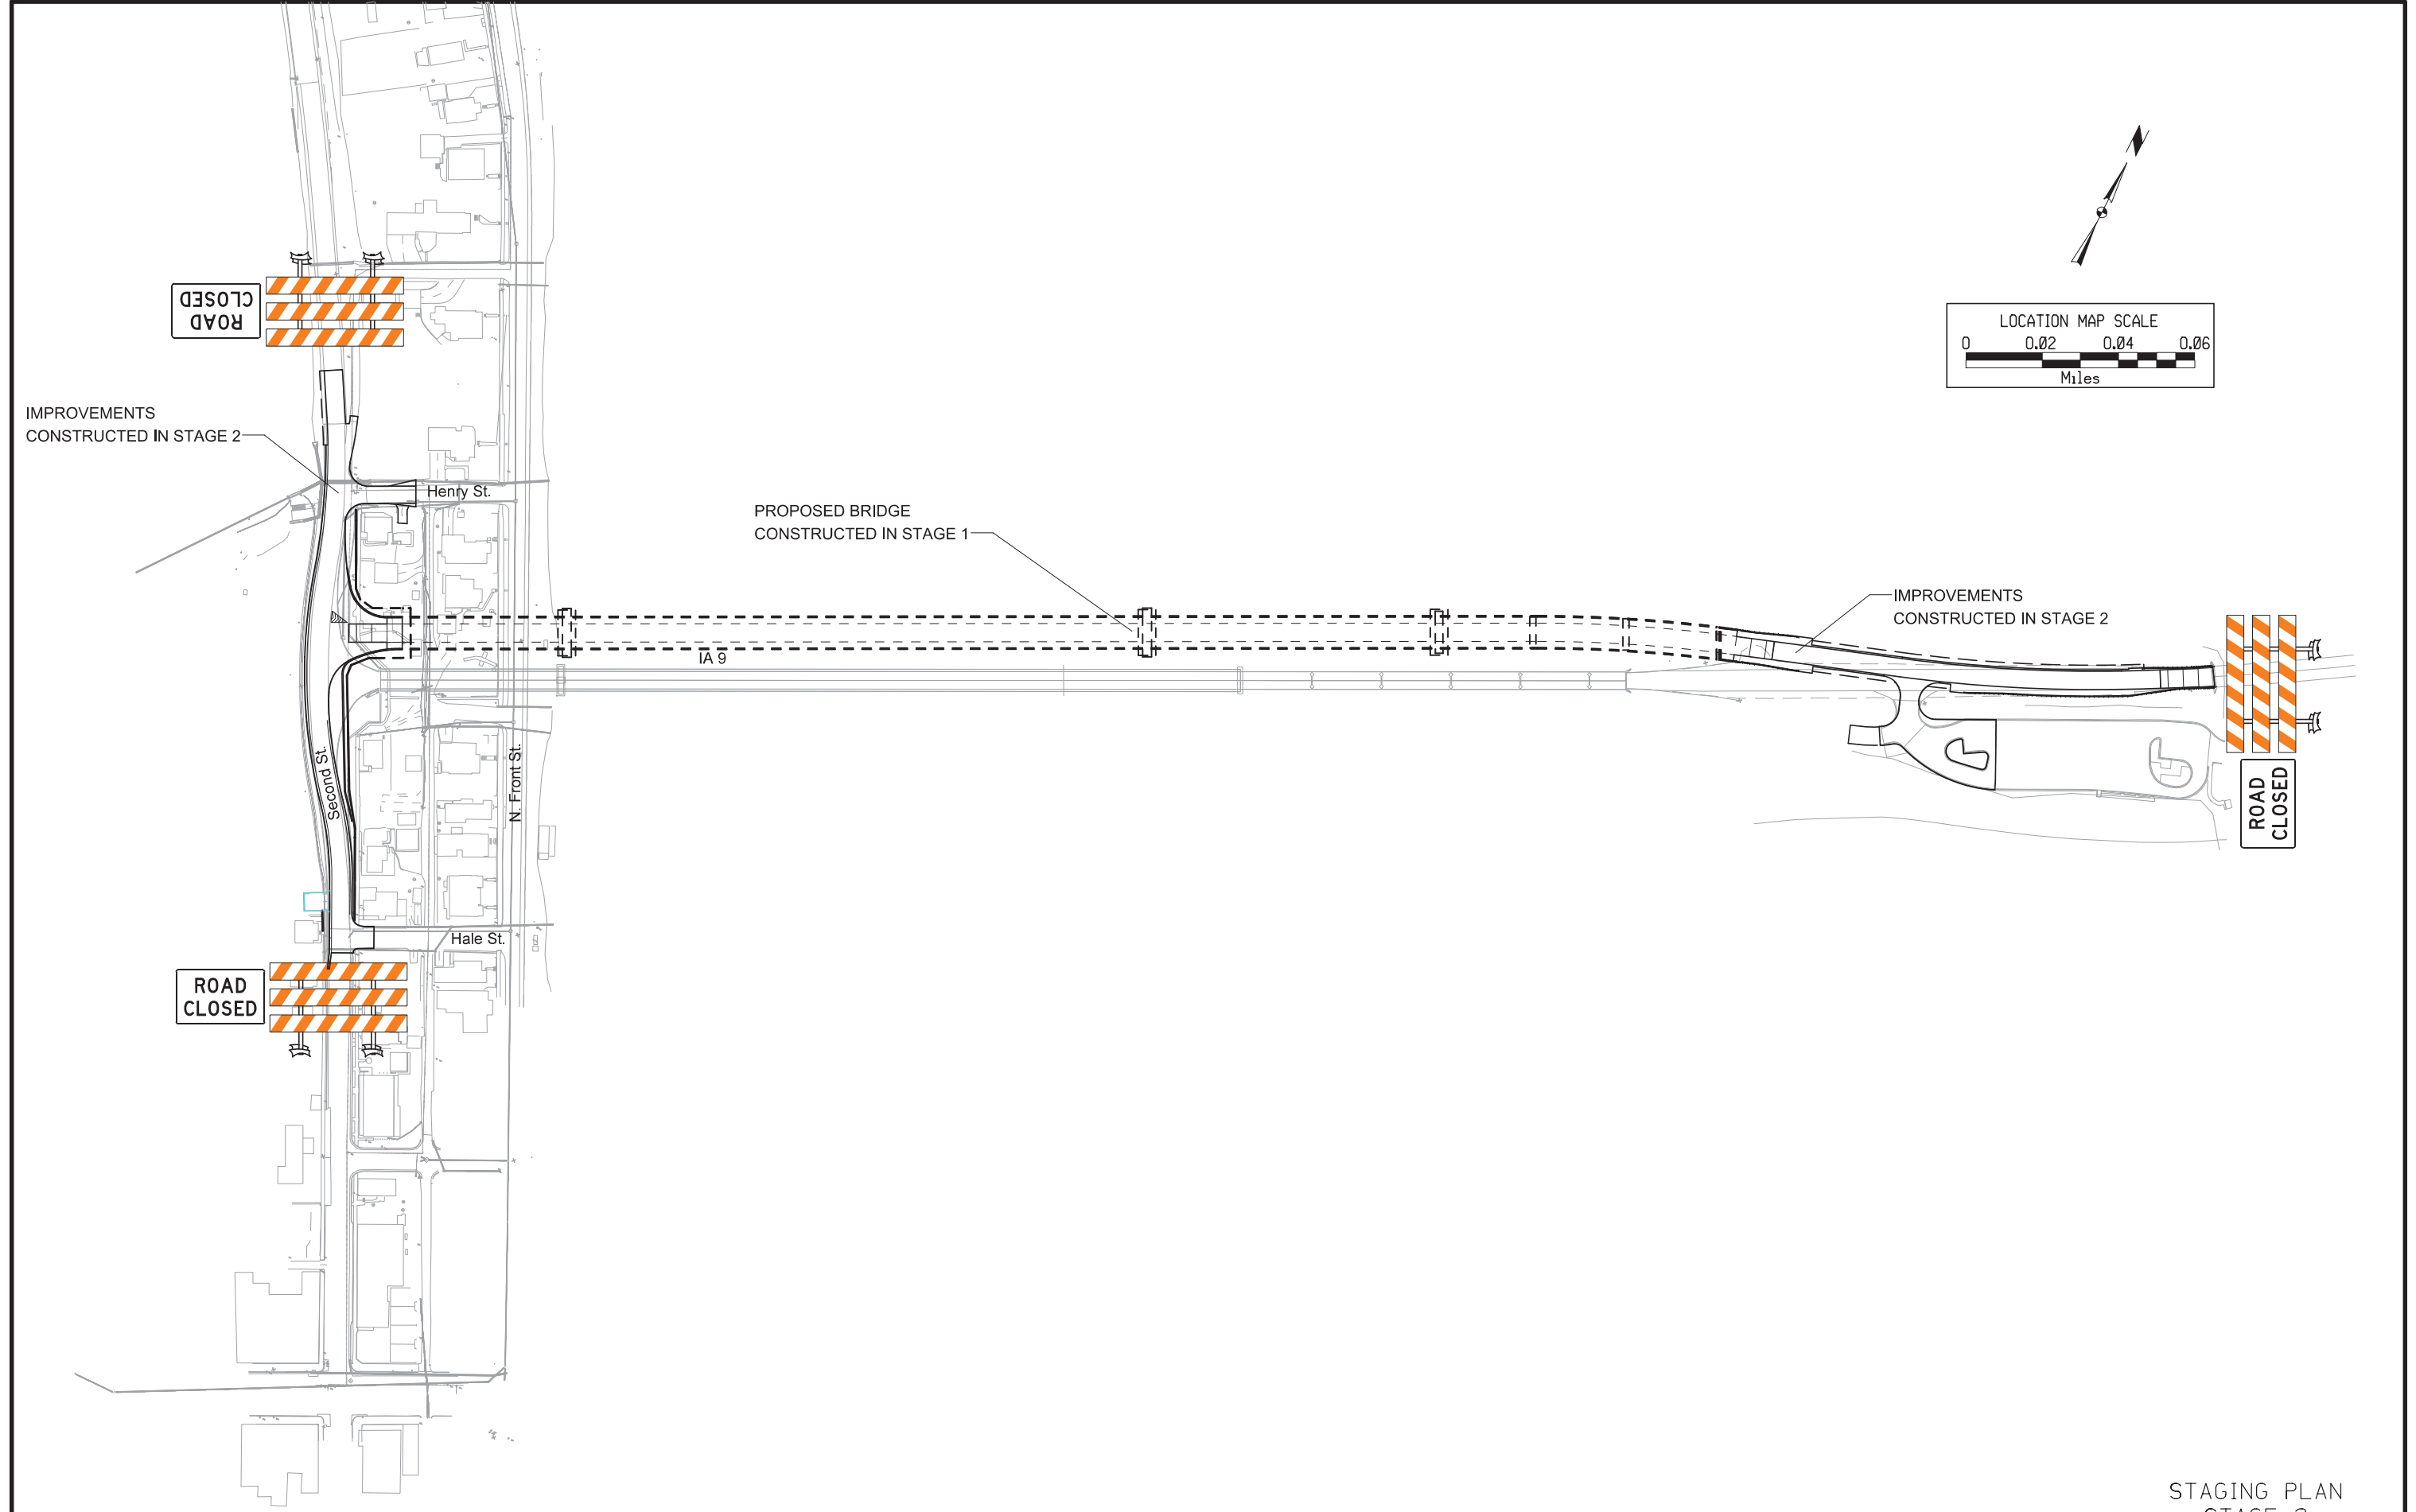 ROAD
CLOSED
LOCATION MAP SCALE
0 0.02 0.04 0.06
Miles
IMPROVEMENTS
CONSTRUCTED IN STAGE 2
Henry St.
PROPOSED BRIDGE
CONSTRUCTED IN STAGE 1
IMPROVEMENTS
CONSTRUCTED IN STAGE 2
IA 9
Second St.
N. Front St.
ROAD
CLOSED
Hale St.
ROAD
CLOSED
STAGING PLAN